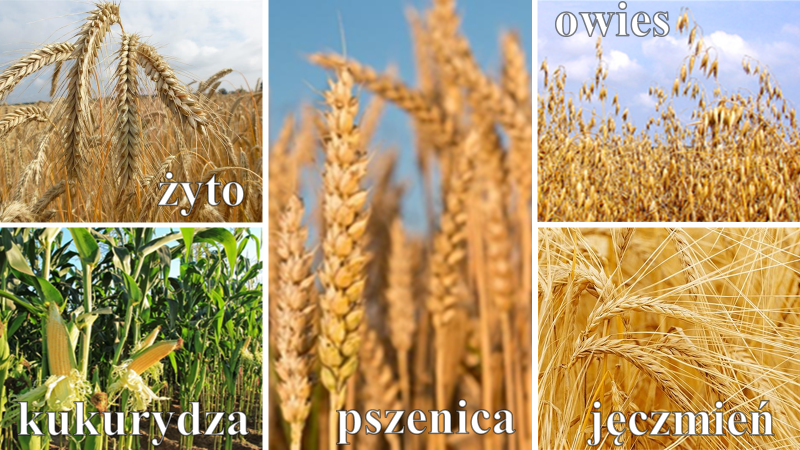 żyto
kukurydza
pszenica
owies
jęczmień